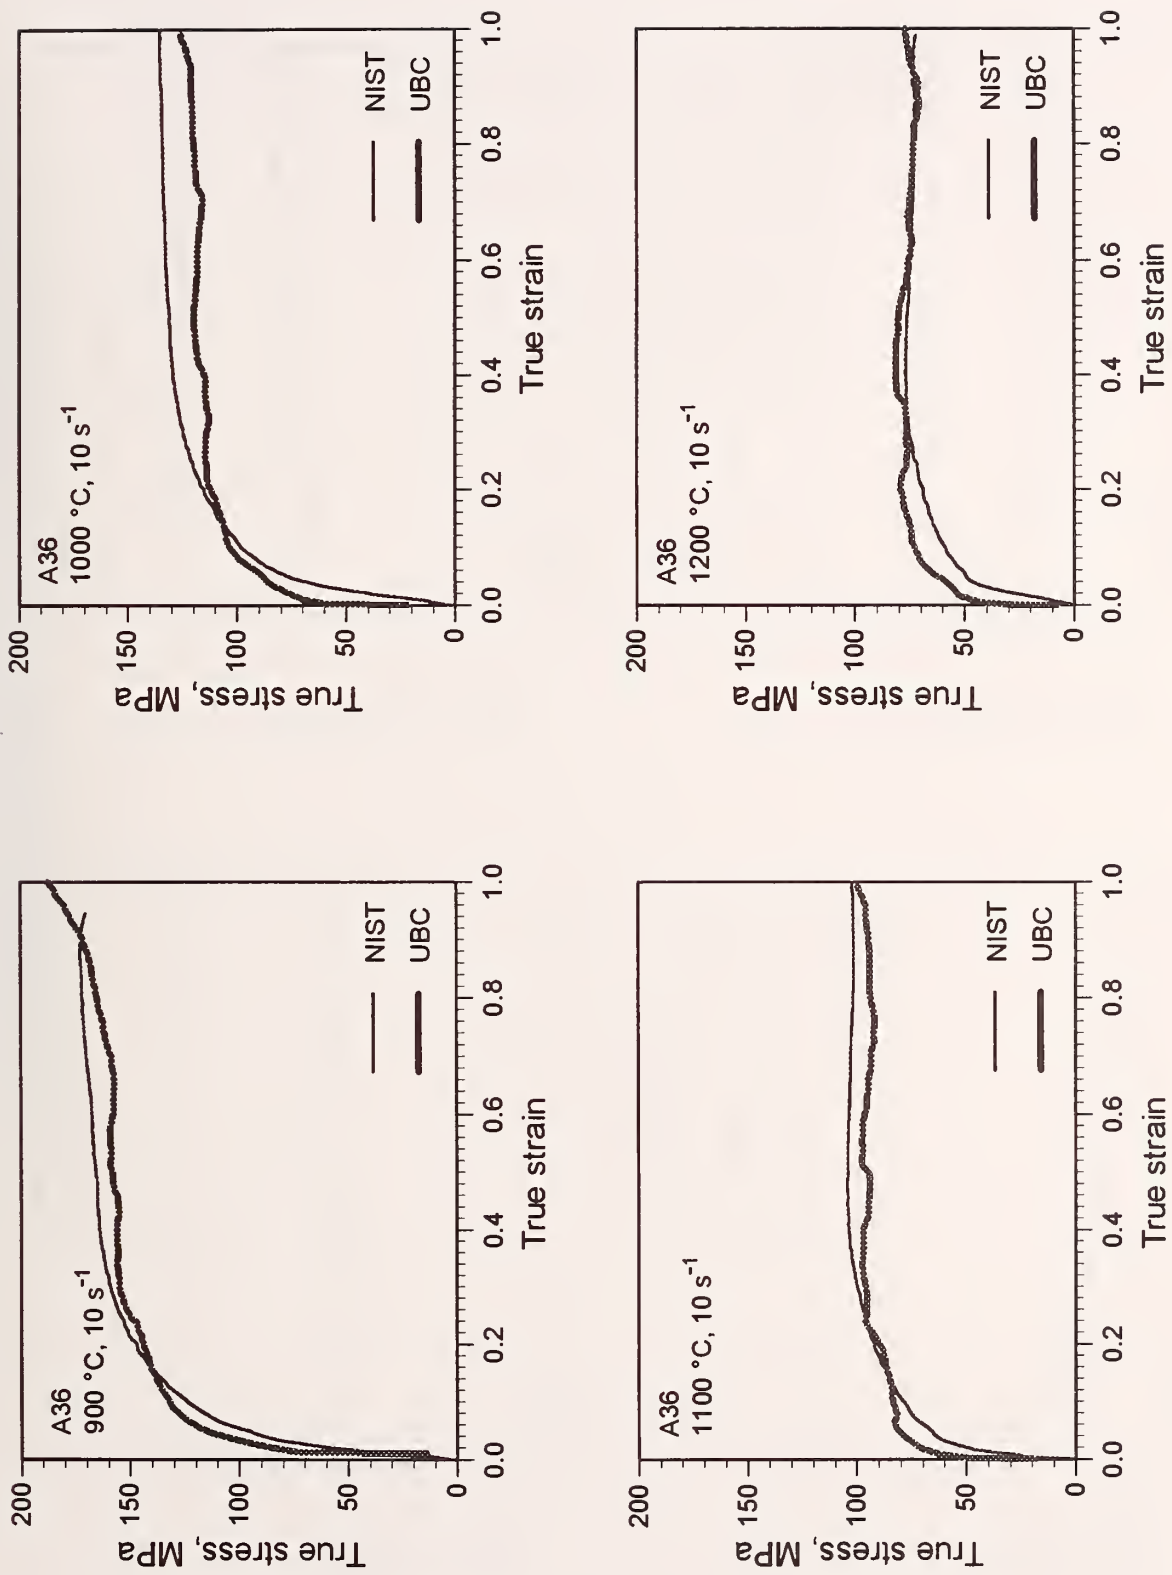 A36
900 °C, 10 s⁻¹
200
150
100
50
0
True stress, MPa
NIST
UBC
0.0 0.2 0.4 0.6 0.8 1.0
True strain
A36
1000 °C, 10 s⁻¹
200
150
100
50
0
True stress, MPa
NIST
UBC
0.0 0.2 0.4 0.6 0.8 1.0
True strain
A36
1100 °C, 10 s⁻¹
200
150
100
50
0
True stress, MPa
NIST
UBC
0.0 0.2 0.4 0.6 0.8 1.0
True strain
A36
1200 °C, 10 s⁻¹
200
150
100
50
0
True stress, MPa
NIST
UBC
0.0 0.2 0.4 0.6 0.8 1.0
True strain